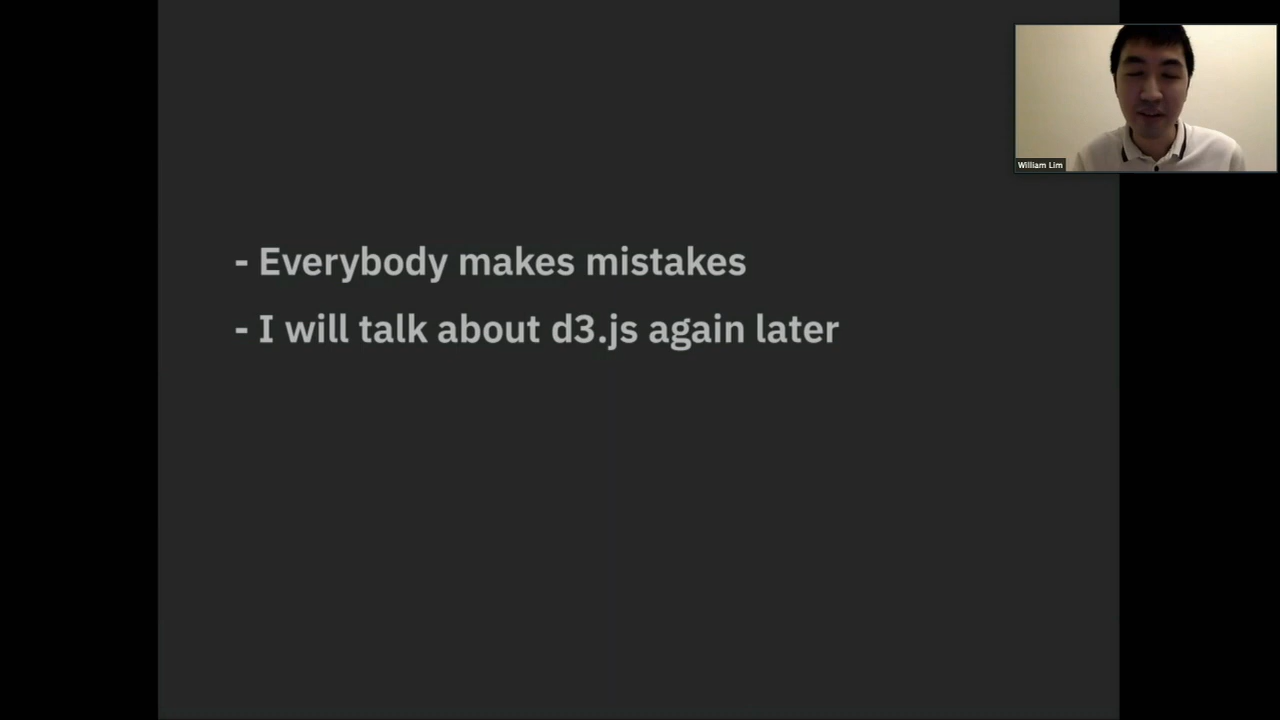 William Lim
- Everybody makes mistakes
- I will talk about d3.js again later